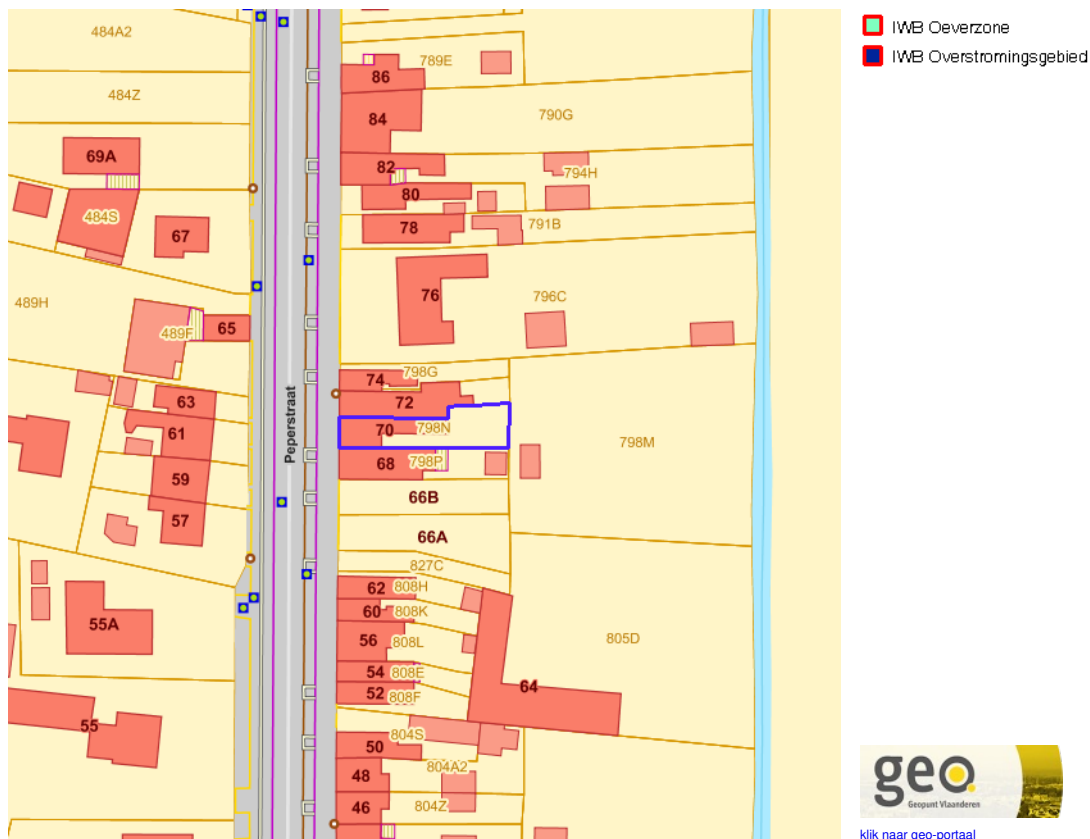 IWB Oeverzone
IWB Overstromingsgebied
484A2
789E
86
484Z
84
790G
69A
82
794H
80
484S
67
78
791B
76
796C
489H
65
489F
798G
74
63
72
Peperstraat
70
798N
61
798M
68
798P
59
66B
57
66A
827C
62
808H
60
808K
55A
56
808L
805D
54
808E
64
52
808F
55
804S
50
804A2
48
46
804Z
geo.
Geopunt Vlaanderen
klik naar geo-portaal